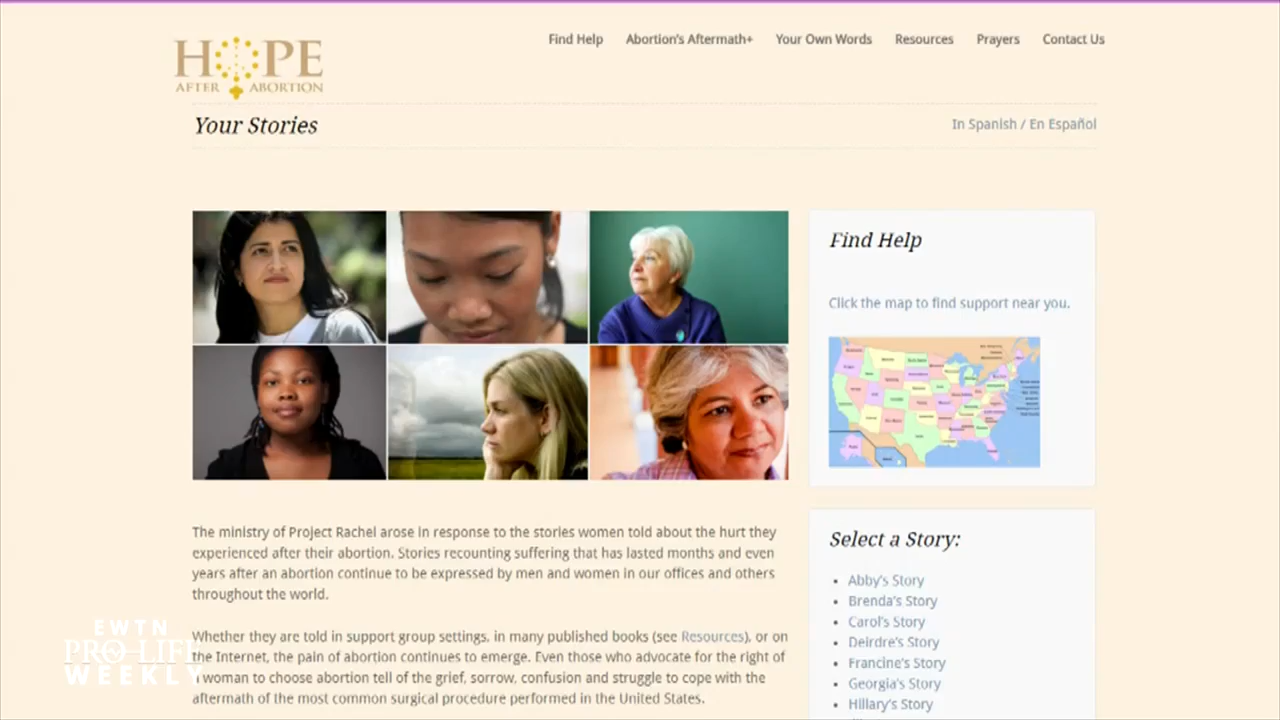 HOPE
AFTER ABORTION
Find Help Abortion's Aftermath+ Your Own Words Resources Prayers Contact Us
Your Stories
In Spanish / En Español
Find Help
Click the map to find support near you.
The ministry of Project Rachel arose in response to the stories women told about the hurt they
experienced after their abortion. Stories recounting suffering that has lasted months and even
years after an abortion continue to be expressed by men and women in our offices and others
throughout the world.
Whether they are told in support group settings, in many published books (see Resources), or on
the Internet, the pain of abortion continues to emerge. Even those who advocate for the right of
a woman to choose abortion tell of the grief, sorrow, confusion and struggle to cope with the
aftermath of the most common surgical procedure performed in the United States.
Select a Story:
Abby's Story
Brenda's Story
Carol's Story
Deirdre's Story
Francine's Story
Georgia's Story
Hillary's Story
EWTN
PRO-LIFE
WEEKLY